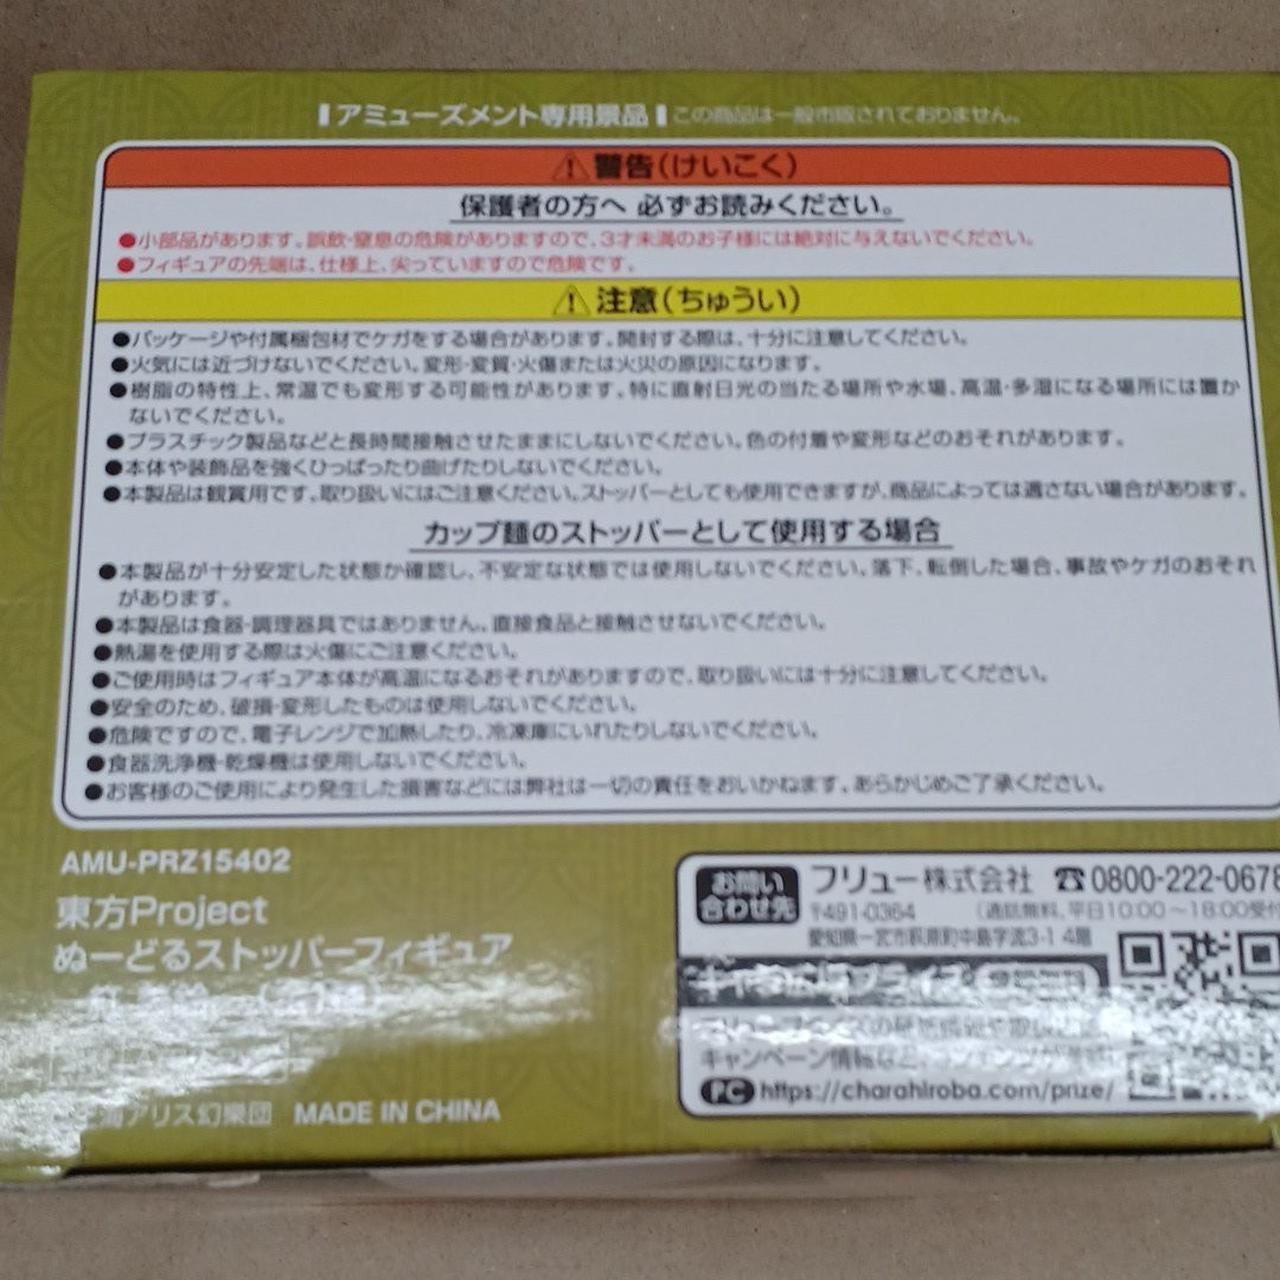 アミューズメント専用景品 この商品は一般市販されておりません。
⚠警告(けいこく)
保護者の方へ 必ずお読みください。
●小部品があります。誤飲・窒息の危険がありますので、3才未満のお子様には絶対に与えないでください。
●フィギュアの先端は、仕様上、尖っていますので危険です。
⚠注意(ちゅうい)
●パッケージや付属梱包材でケガをする場合があります。開封する際は、十分に注意してください。
●火気には近づけないでください。変形・変質・火傷または火災の原因になります。
●樹脂の特性上、常温でも変形する可能性があります。特に直射日光の当たる場所や水場、高温・多湿になる場所には置か
ないでください。
●プラスチック製品などと長時間接触させたままにしないでください。色の付着や変形などのおそれがあります。
●本体や装飾品を強くひっぱったり曲げたりしないでください。
●本製品は観賞用です。取り扱いにはご注意ください。ストッパーとしても使用できますが、商品によっては適さない場合があります。
カップ麺のストッパーとして使用する場合
●本製品が十分安定した状態か確認し、不安定な状態では使用しないでください。落下、転倒した場合、事故やケガのおそれ
があります。
●本製品は食器・調理器具ではありません。直接食品と接触させないでください。
●熱湯を使用する際は火傷にご注意ください。
●ご使用時はフィギュア本体が高温になるおそれがありますので、取り扱いには十分に注意してください。
●安全のため、破損・変形したものは使用しないでください。
●危険ですので、電子レンジで加熱したり、冷凍庫にいれたりしないでください。
●食器洗浄機・乾燥機は使用しないでください。
●お客様のご使用により発生した損害などには弊社は一切の責任をおいかねます。あらかじめご了承ください。
AMU-PRZ15402
東方Project
ぬーどるストッパーフィギュア
アリス幻樂団 MADE IN CHINA
お問い合わせ先 フリュー株式会社 ☎0800-222-0678
〒491-0364 (通話無料、平日10:00～18:00受付
愛知県一宮市萩原町中島字流3-1 4階
キャラ広場プライズ
キャンペーン情報など、
PC https://charahiroba.com/prize/